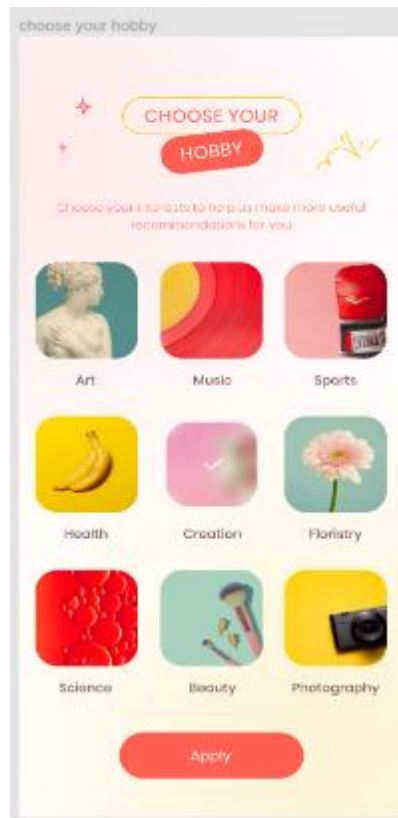 choose your hobby
CHOOSE YOUR
HOBBY
Choose your interests to help us make more useful
recommendations for you
Art Music Sports
Health Creation Floristry
Science Beauty Photography
Apply